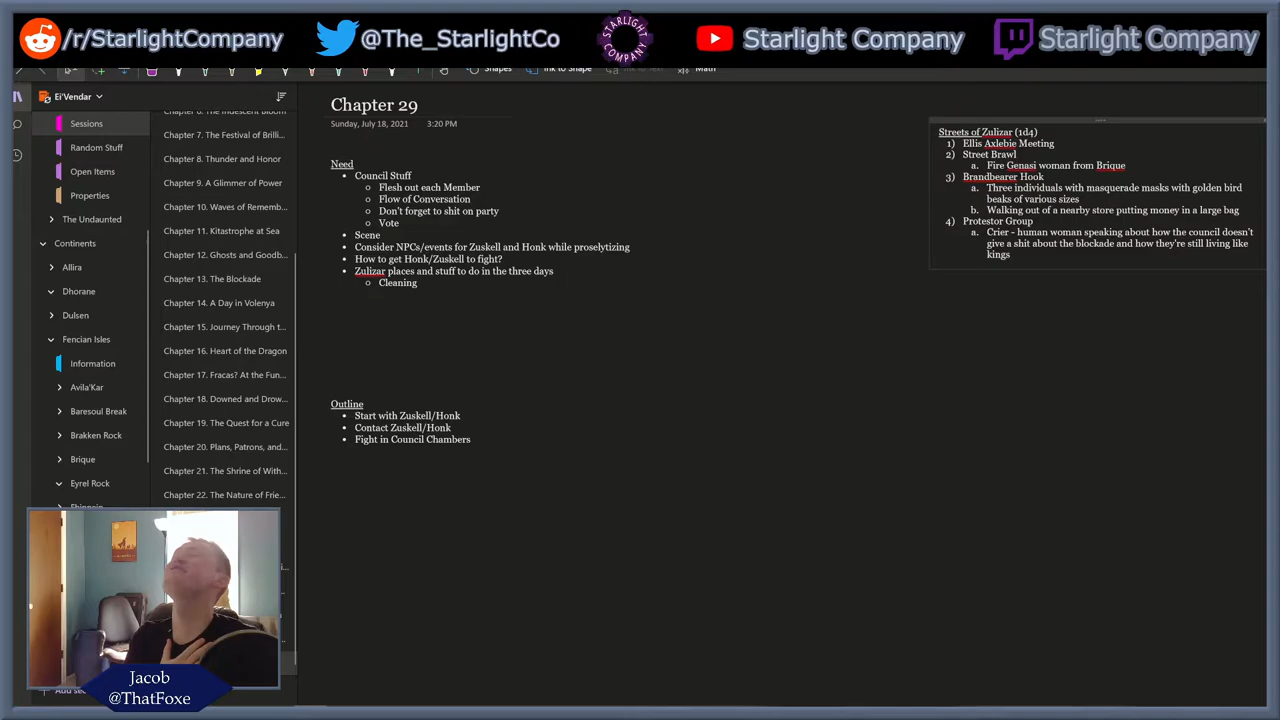 /r/StarlightCompany
@The_StarlightCo
STARLIGHT
COMPANY
Starlight Company
Starlight Company
Shapes
Ink to Shape
Math
Ei'Vendar
Sessions
Random Stuff
Open Items
Properties
The Undaunted
Continents
Allira
Dhorane
Dulsen
Fencian Isles
Information
Avila'Kar
Baresoul Break
Brakken Rock
Brique
Eyrel Rock
Chapter 7. The Festival of Brilli...
Chapter 8. Thunder and Honor
Chapter 9. A Glimmer of Power
Chapter 10. Waves of Rememb...
Chapter 11. Kitastrophe at Sea
Chapter 12. Ghosts and Goodb...
Chapter 13. The Blockade
Chapter 14. A Day in Volenya
Chapter 15. Journey Through t...
Chapter 16. Heart of the Dragon
Chapter 17. Fracas? At the Fun...
Chapter 18. Downed and Drow...
Chapter 19. The Quest for a Cure
Chapter 20. Plans, Patrons, and...
Chapter 21. The Shrine of With...
Chapter 22. The Nature of Frie...
Chapter 29
Sunday, July 18, 2021 3:20 PM
Need
• Council Stuff
○ Flesh out each Member
○ Flow of Conversation
○ Don't forget to shit on party
○ Vote
• Scene
• Consider NPCs/events for Zuskell and Honk while proselytizing
• How to get Honk/Zuskell to fight?
• Zulizar places and stuff to do in the three days
○ Cleaning
Outline
• Start with Zuskell/Honk
• Contact Zuskell/Honk
• Fight in Council Chambers
Streets of Zulizar (1d4)
1) Ellis Axlebie Meeting
2) Street Brawl
a. Fire Genasi woman from Brique
3) Brandbearer Hook
a. Three individuals with masquerade masks with golden bird
beaks of various sizes
b. Walking out of a nearby store putting money in a large bag
4) Protestor Group
a. Crier - human woman speaking about how the council doesn't
give a shit about the blockade and how they're still living like
kings
Jacob
@ThatFoxe